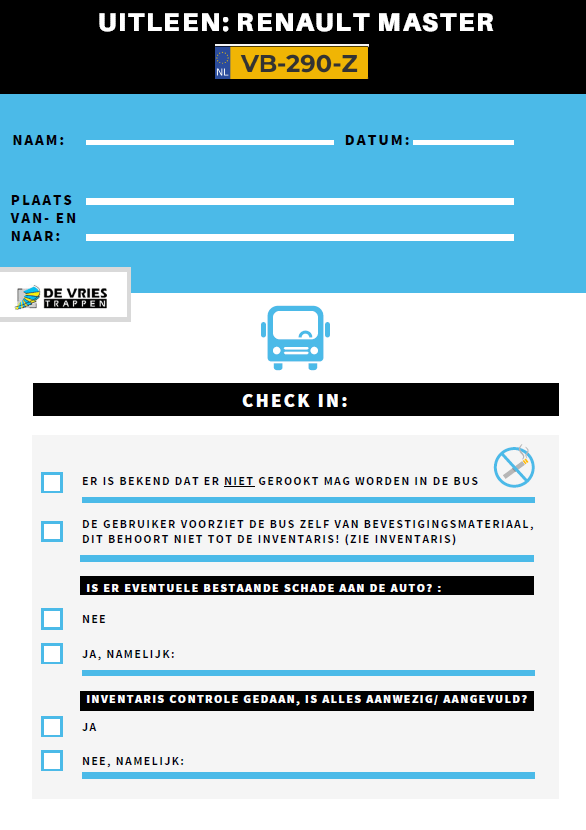 UITLEEN: RENAULT MASTER
NL VB-290-Z
NAAM: DATUM:
PLAATS
VAN- EN
NAAR:
DE VRIES
TRAPPEN
CHECK IN:
ER IS BEKEND DAT ER NIET GEROOKT MAG WORDEN IN DE BUS
DE GEBRUIKER VOORZIET DE BUS ZELF VAN BEVESTIGINGSMATERIAAL,
DIT BEHOORT NIET TOT DE INVENTARIS! (ZIE INVENTARIS)
IS ER EVENTUELE BESTAANDE SCHADE AAN DE AUTO? :
NEE
JA, NAMELIJK:
INVENTARIS CONTROLE GEDAAN, IS ALLES AANWEZIG/ AANGEVULD?
JA
NEE, NAMELIJK: